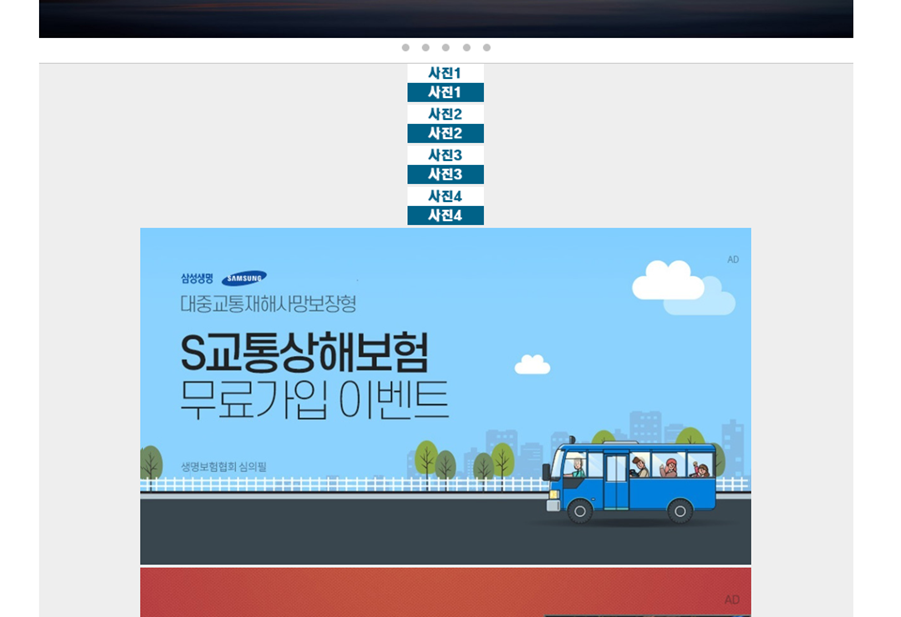 사진1
사진1
사진2
사진2
사진3
사진3
사진4
사진4
AD
삼성생명 SAMSUNG
대중교통재해사망보장형
S교통상해보험
무료가입 이벤트
생명보험협회 심의필
AD